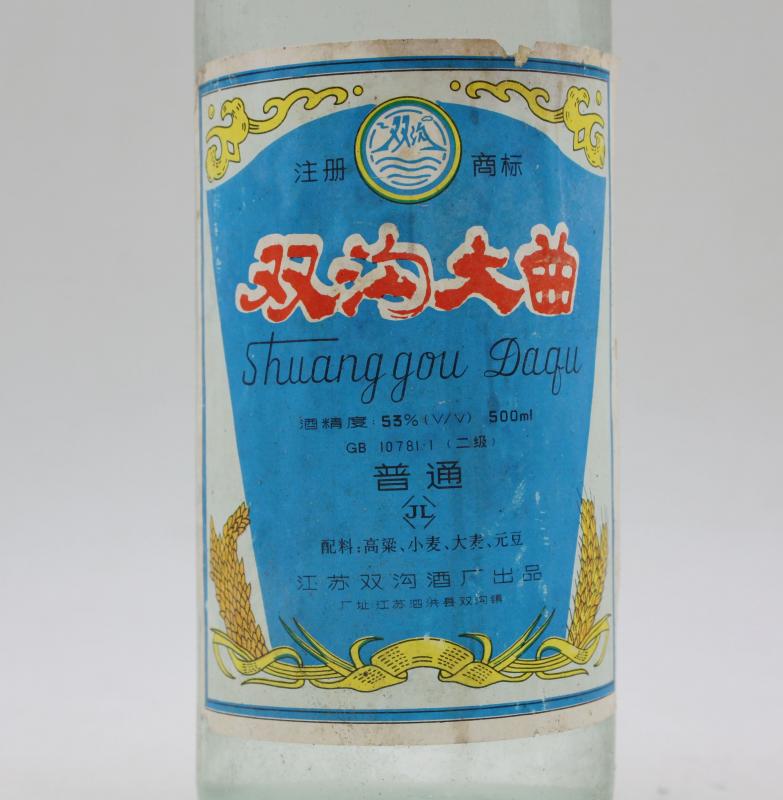 双沟
注册 商标
双沟大曲
Shuanggou Daqu
酒精度:53%(V/V) 500ml
GB 10781·1 (二级)
普通
JL
配料:高粱、小麦、大麦、元豆
江苏双沟酒厂出品
厂址:江苏泗洪县双沟镇